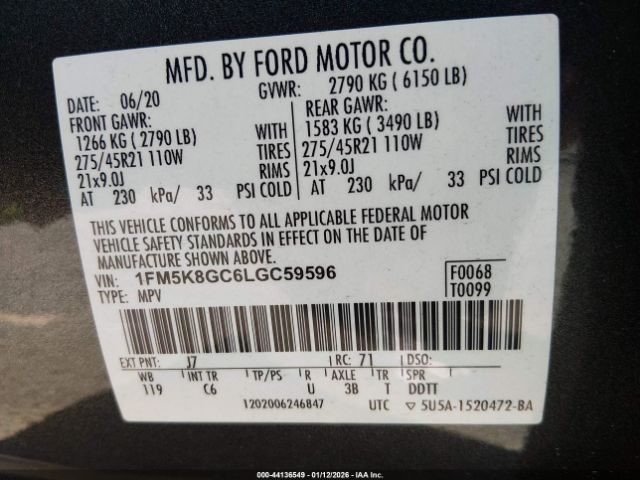 MFD. BY FORD MOTOR CO.
DATE: 06/20 GVWR: 2790 KG ( 6150 LB)
FRONT GAWR: REAR GAWR:
1266 KG ( 2790 LB) WITH 1583 KG ( 3490 LB) WITH
275/45R21 110W TIRES 275/45R21 110W TIRES
21x9.0J RIMS 21x9.0J RIMS
AT 230 kPa/ 33 PSI COLD AT 230 kPa/ 33 PSI COLD
THIS VEHICLE CONFORMS TO ALL APPLICABLE FEDERAL MOTOR
VEHICLE SAFETY STANDARDS IN EFFECT ON THE DATE OF
MANUFACTURE SHOWN ABOVE.
VIN: 1FM5K8GC6LGC59596 F0068
TYPE: MPV T0099
EXT PNT: J7 RC: 71 DSO:
WB INT TR TP/PS R AXLE TR SPR
119 C6 U 3B T DDTT
1202006246847 UTC ▽ 5U5A-1520472-BA
000-44136549 - 01/12/2026 - IAAI.COM